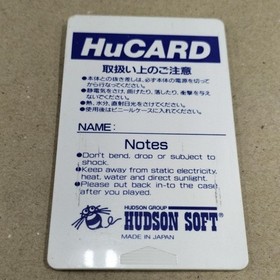 HuCARD
取扱い上のご注意
●本体との抜き差しは、必ず本体の電源を切って
から行なってください。
●静電気をさけ、曲げたり、落したり、衝撃を与え
ないでください。
●熱、水分、直射日光をさけてください。
●使用後はビニールケースに入れてください。
NAME:
Notes
●Don't bend, drop or subject to
shock.
●Keep away from static electricity,
heat, water and direct sunlight.
●Please put back in-to the case
after you played.
HUDSON GROUP
HUDSON SOFT
MADE IN JAPAN